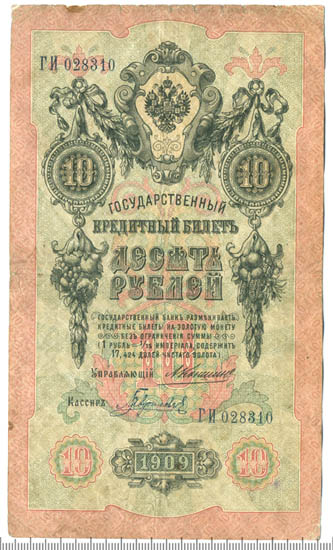 ГИ 028310
10 10
ГОСУДАРСТВЕННЫЙ
КРЕДИТНЫЙ БИЛЕТЪ
ДЕСЯТЬ
РУБЛЕЙ
ГОСУДАРСТВЕННЫЙ БАНКЪ РАЗМѢНИВАЕТЪ
КРЕДИТНЫЕ БИЛЕТЫ НА ЗОЛОТУЮ МОНЕТУ
БЕЗЪ ОГРАНИЧЕНІЯ СУММЫ
(1 РУБЛЬ = 1/15 ИМПЕРІАЛА, СОДЕРЖИТЪ
17,424 ДОЛЕЙ ЧИСТАГО ЗОЛОТА)
УПРАВЛЯЮЩІЙ
КАССИРЪ
ГИ 028310
10 1909 10